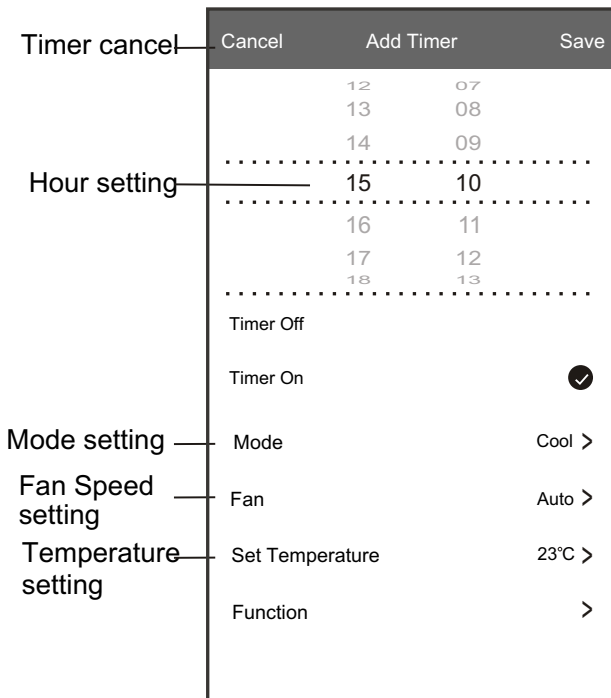 Timer cancel
Cancel Add Timer Save
12 07
13 08
14 09
Hour setting
15 10
16 11
17 12
18 13
Timer Off
Timer On
Mode setting
Mode Cool >
Fan Speed
setting
Fan Auto >
Temperature
setting
Set Temperature 23°C >
Function >